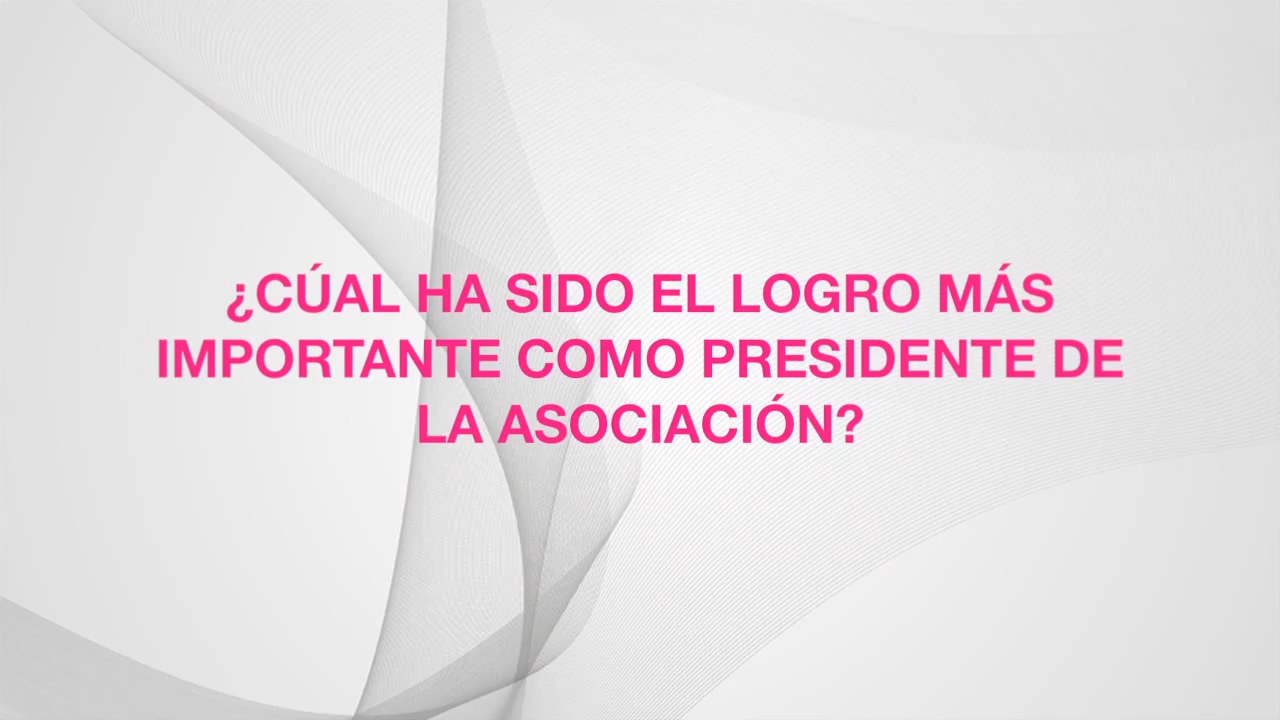 ¿CÚAL HA SIDO EL LOGRO MÁS
IMPORTANTE COMO PRESIDENTE DE
LA ASOCIACIÓN?